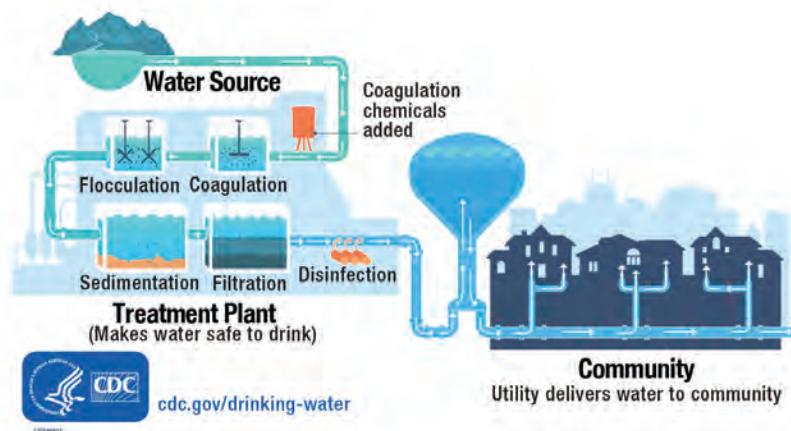 Water Source
Coagulation
chemicals
added
Flocculation
Coagulation
Sedimentation
Filtration
Disinfection
Treatment Plant
(Makes water safe to drink)
Community
Utility delivers water to community
CDC
cdc.gov/drinking-water